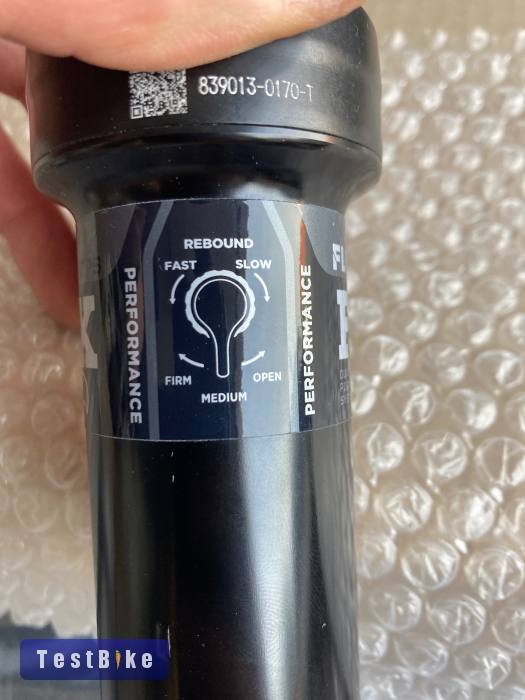 839013-0170-T
REBOUND
FAST SLOW
PERFORMANCE
PERFORMANCE
FIRM OPEN
MEDIUM
TestBike